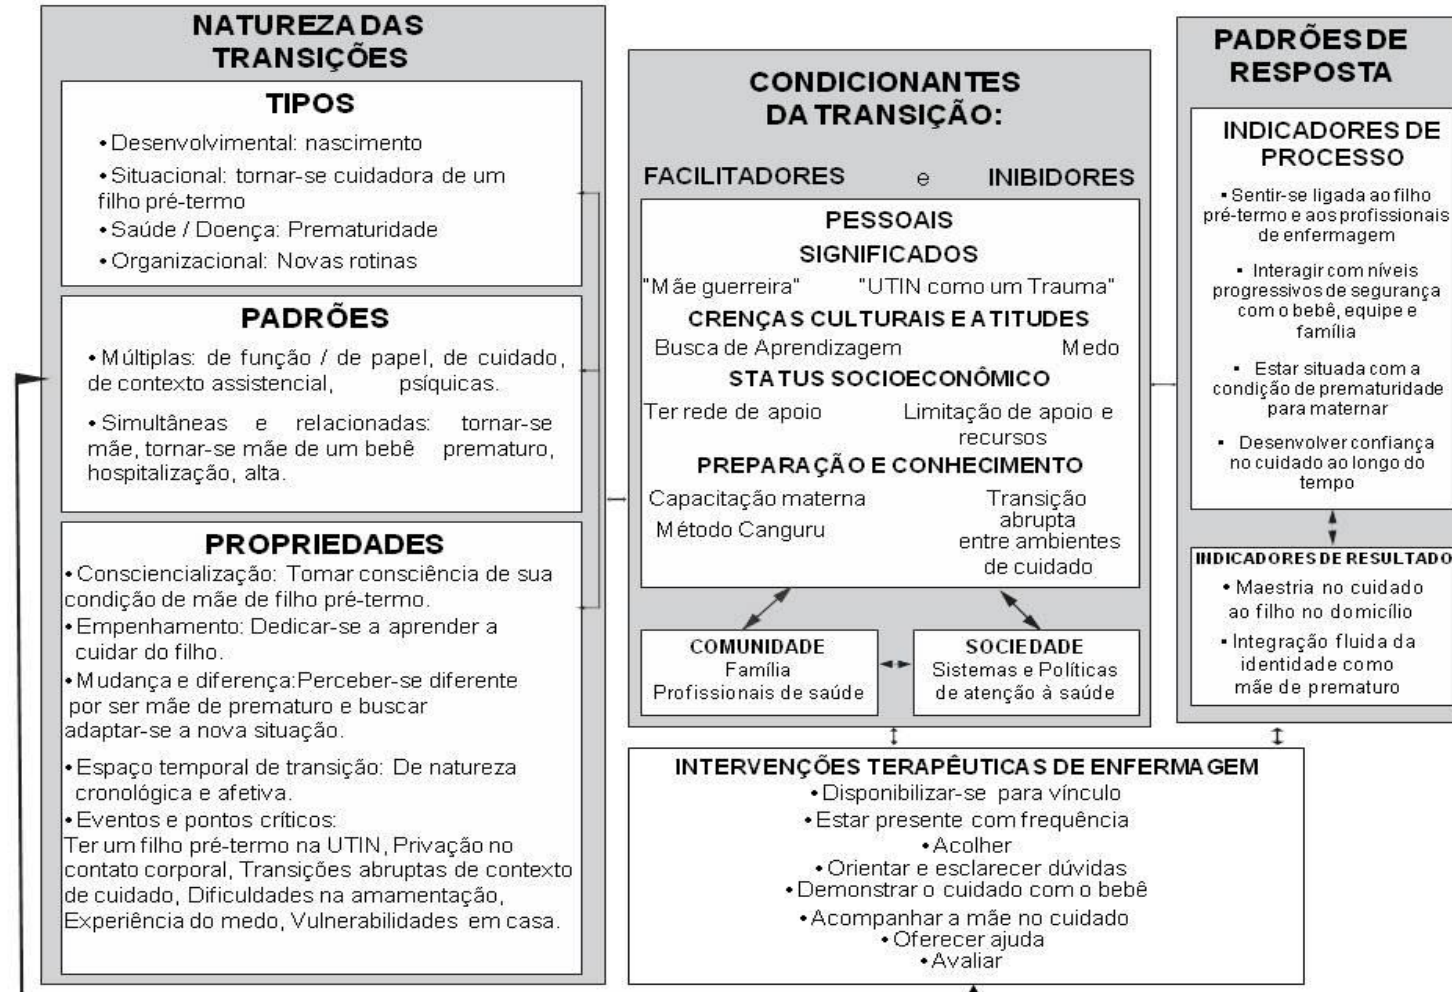 NATUREZA DAS
TRANSIÇÕES
TIPOS
• Desenvolvimental: nascimento
• Situacional: tornar-se cuidadora de um
filho pré-termo
• Saúde / Doença: Prematuridade
• Organizacional: Novas rotinas
PADRÕES
• Múltiplas: de função / de papel, de cuidado,
de contexto assistencial, psíquicas.
• Simultâneas e relacionadas: tornar-se
mãe, tornar-se mãe de um bebê prematuro,
hospitalização, alta.
PROPRIEDADES
• Consciencialização: Tomar consciência de sua
condição de mãe de filho pré-termo.
• Empenhamento: Dedicar-se a aprender a
cuidar do filho.
• Mudança e diferença:Perceber-se diferente
por ser mãe de prematuro e buscar
adaptar-se a nova situação.
• Espaço temporal de transição: De natureza
cronológica e afetiva.
• Eventos e pontos críticos:
Ter um filho pré-termo na UTIN, Privação no
contato corporal, Transições abruptas de contexto
de cuidado, Dificuldades na amamentação,
Experiência do medo, Vulnerabilidades em casa.
CONDICIONANTES
DA TRANSIÇÃO:
FACILITADORES e INIBIDORES
PESSOAIS
SIGNIFICADOS
"Mãe guerreira" "UTIN como um Trauma"
CRENÇAS CULTURAIS E ATITUDES
Busca de Aprendizagem Medo
STATUS SOCIOECONÔMICO
Ter rede de apoio Limitação de apoio e
recursos
PREPARAÇÃO E CONHECIMENTO
Capacitação materna Transição
Método Canguru abrupta
entre ambientes
de cuidado
COMUNIDADE
Família
Profissionais de saúde
SOCIEDADE
Sistemas e Políticas
de atenção à saúde
INTERVENÇÕES TERAPÊUTICAS DE ENFERMAGEM
• Disponibilizar-se para vínculo
• Estar presente com frequência
• Acolher
• Orientar e esclarecer dúvidas
• Demonstrar o cuidado com o bebê
• Acompanhar a mãe no cuidado
• Oferecer ajuda
• Avaliar
PADRÕES DE
RESPOSTA
INDICADORES DE
PROCESSO
▪ Sentir-se ligada ao filho
pré-termo e aos profissionais
de enfermagem
▪ Interagir com níveis
progressivos de segurança
com o bebê, equipe e
família
▪ Estar situada com a
condição de prematuridade
para maternar
▪ Desenvolver confiança
no cuidado ao longo do
tempo
INDICADORES DE RESULTADO
• Maestria no cuidado
ao filho no domicílio
▪ Integração fluida da
identidade como
mãe de prematuro